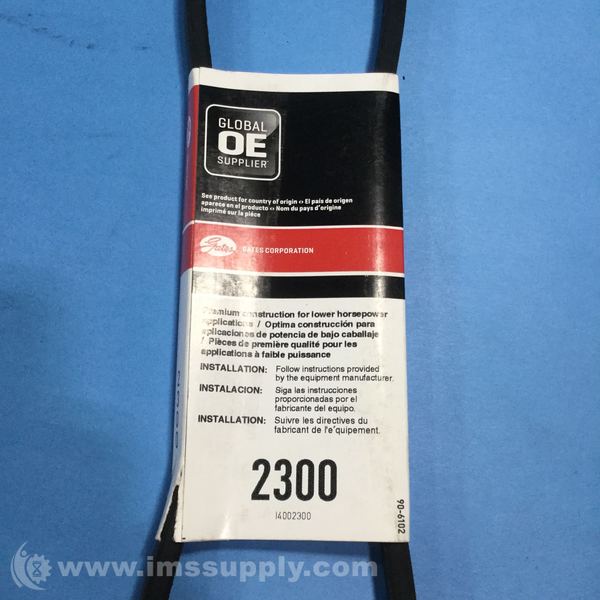 GLOBAL
OE
SUPPLIER™
See product for country of origin ‹› El país de origen
aparece en el producto ‹› Nom du pays d'origine
imprimé sur la pièce
Gates
GATES CORPORATION
Premium construction for lower horsepower
applications / Optima construcción para
aplicaciones de potencia de bajo caballaje
/ Pièces de première qualité pour les
applications à faible puissance
INSTALLATION: Follow instructions provided
by the equipment manufacturer.
INSTALACION: Siga las instrucciones
proporcionadas por el
fabricante del equipo.
INSTALLATION: Suivre les directives du
fabricant de l'e'quipement.
2300
I4002300
90-6102
www.imssupply.com